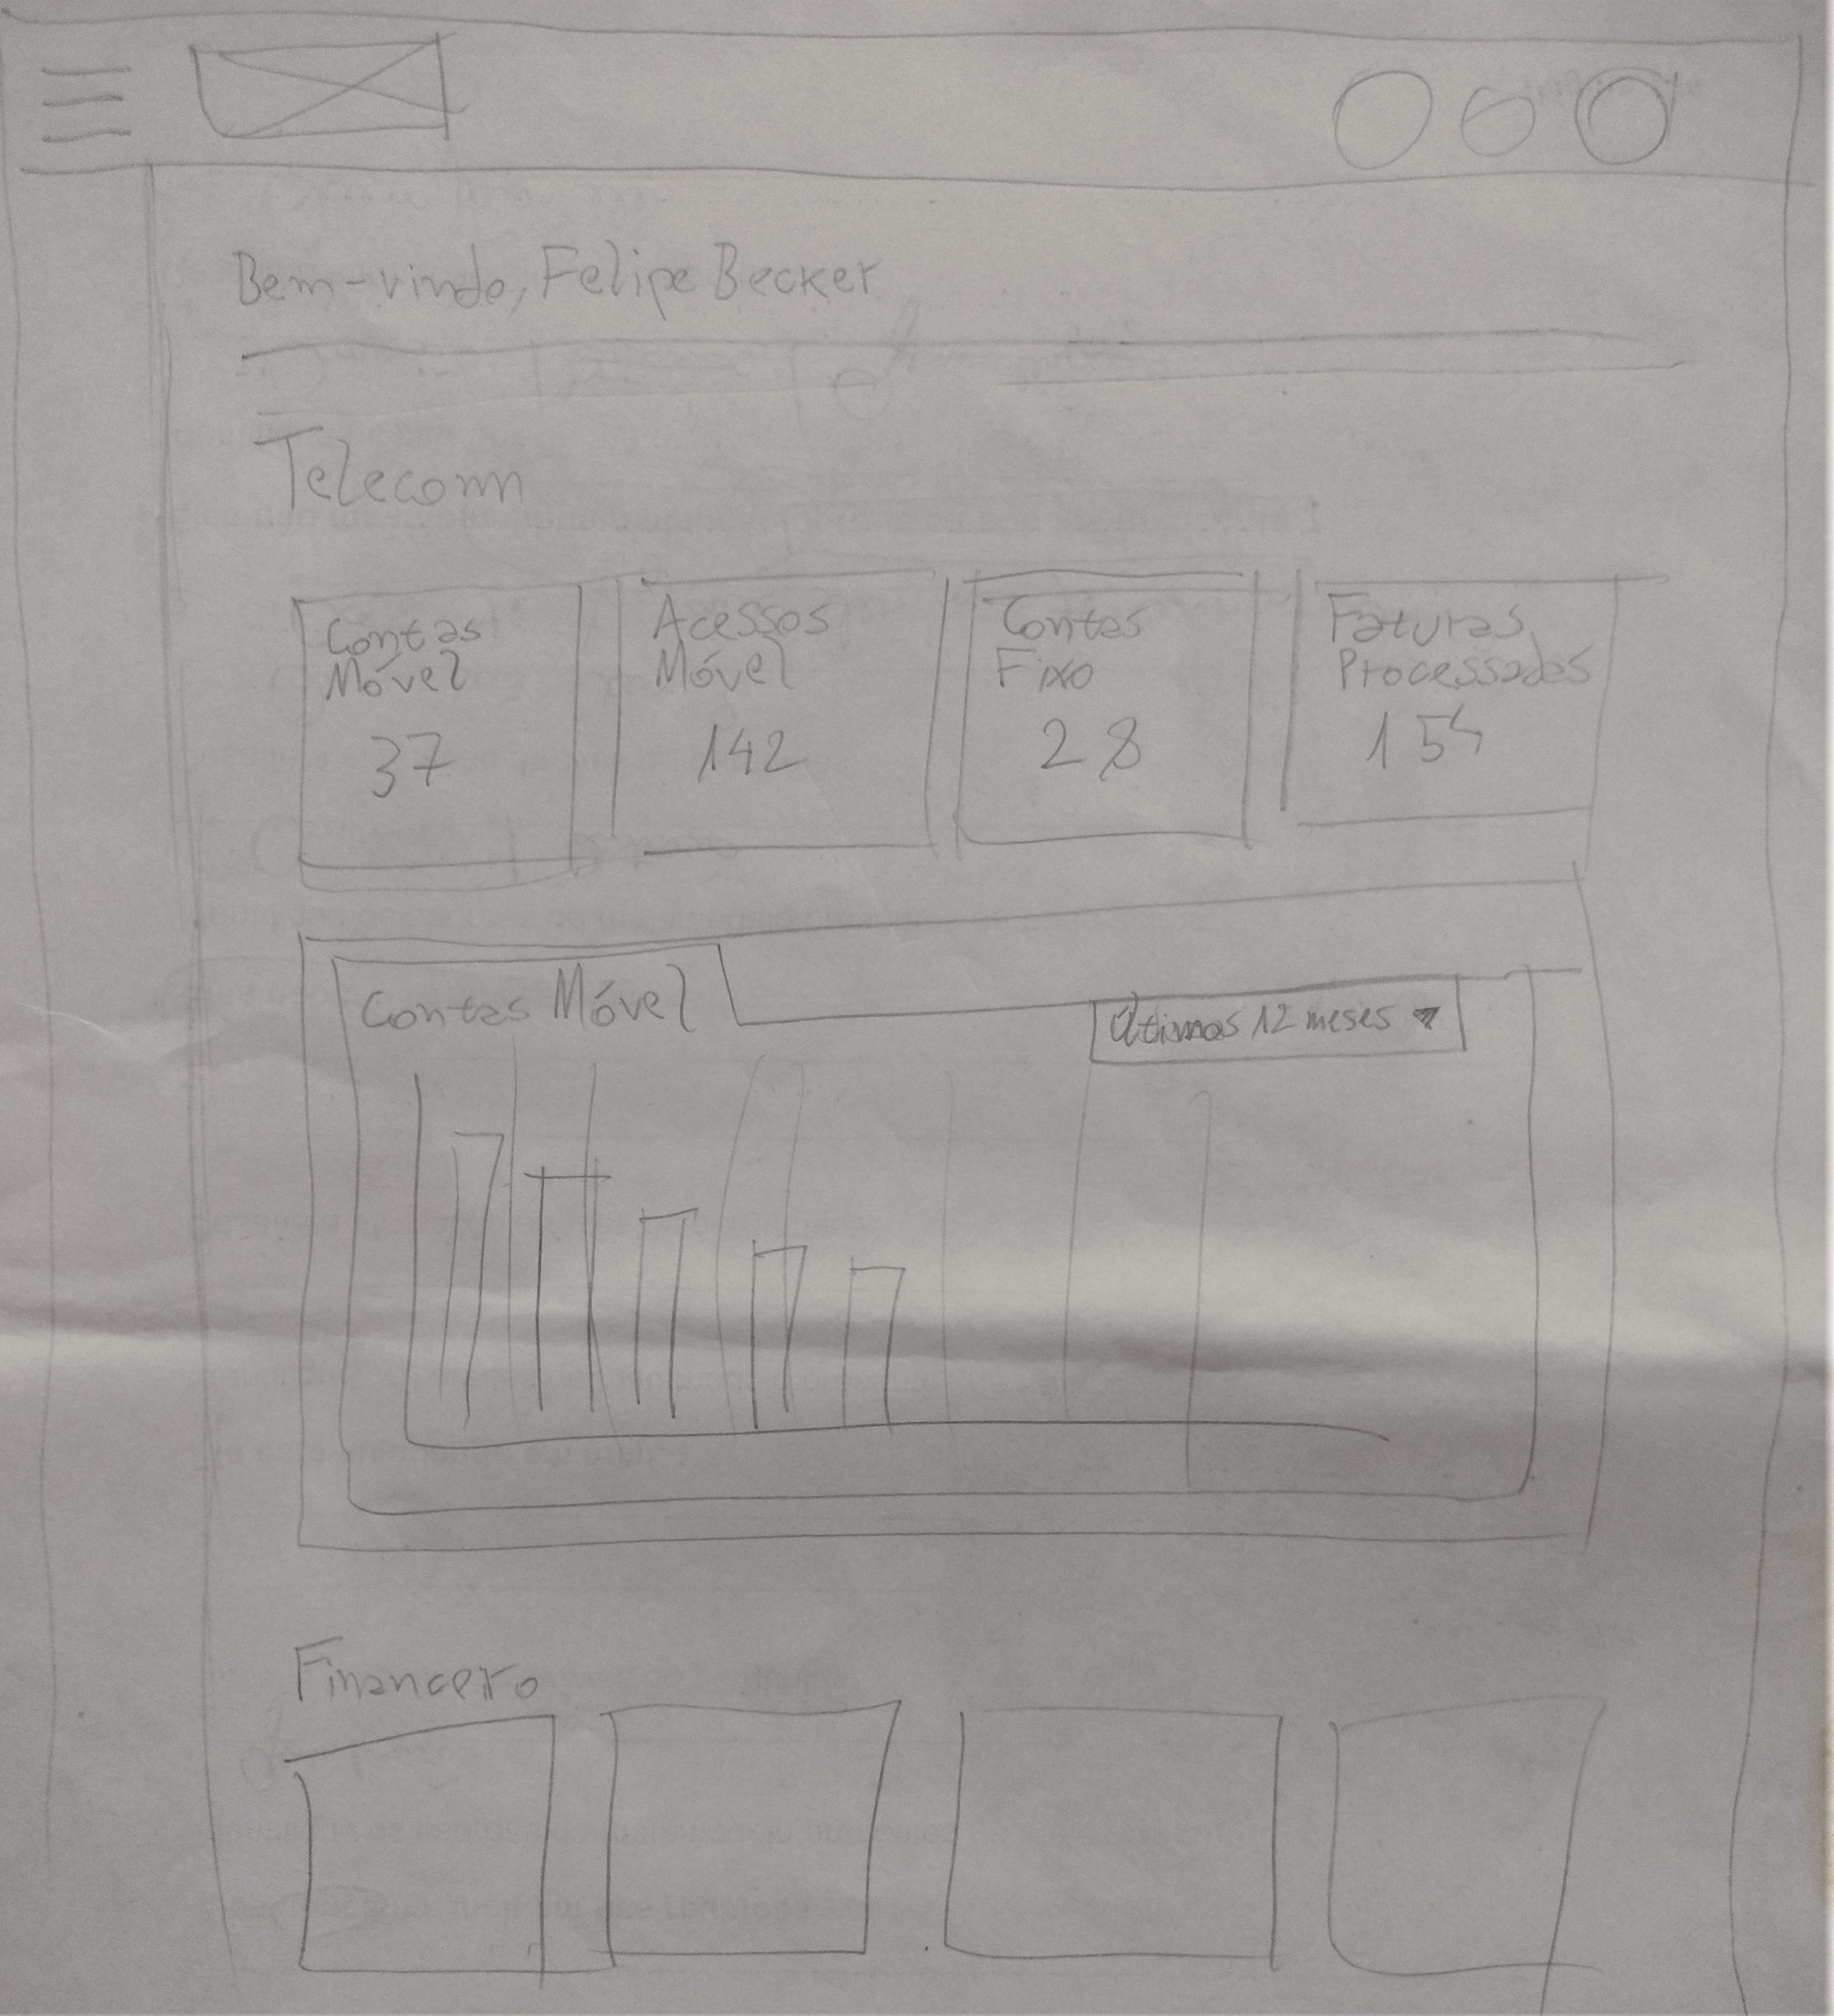 Bem-vindo, Felipe Becker
Telecom
Contas
Móvel
37
Acessos
Móvel
142
Contas
Fixo
28
Faturas
Processadas
154
Contas Móvel
Últimos 12 meses
Financeiro